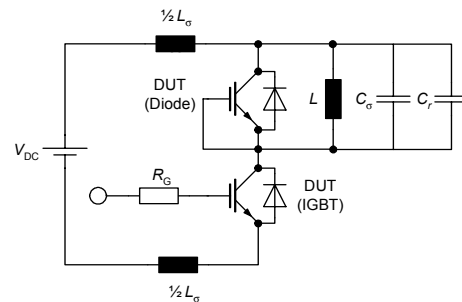 ½ Lσ
DUT
(Diode)
L
Cσ
Cr
VDC
RG
DUT
(IGBT)
½ Lσ